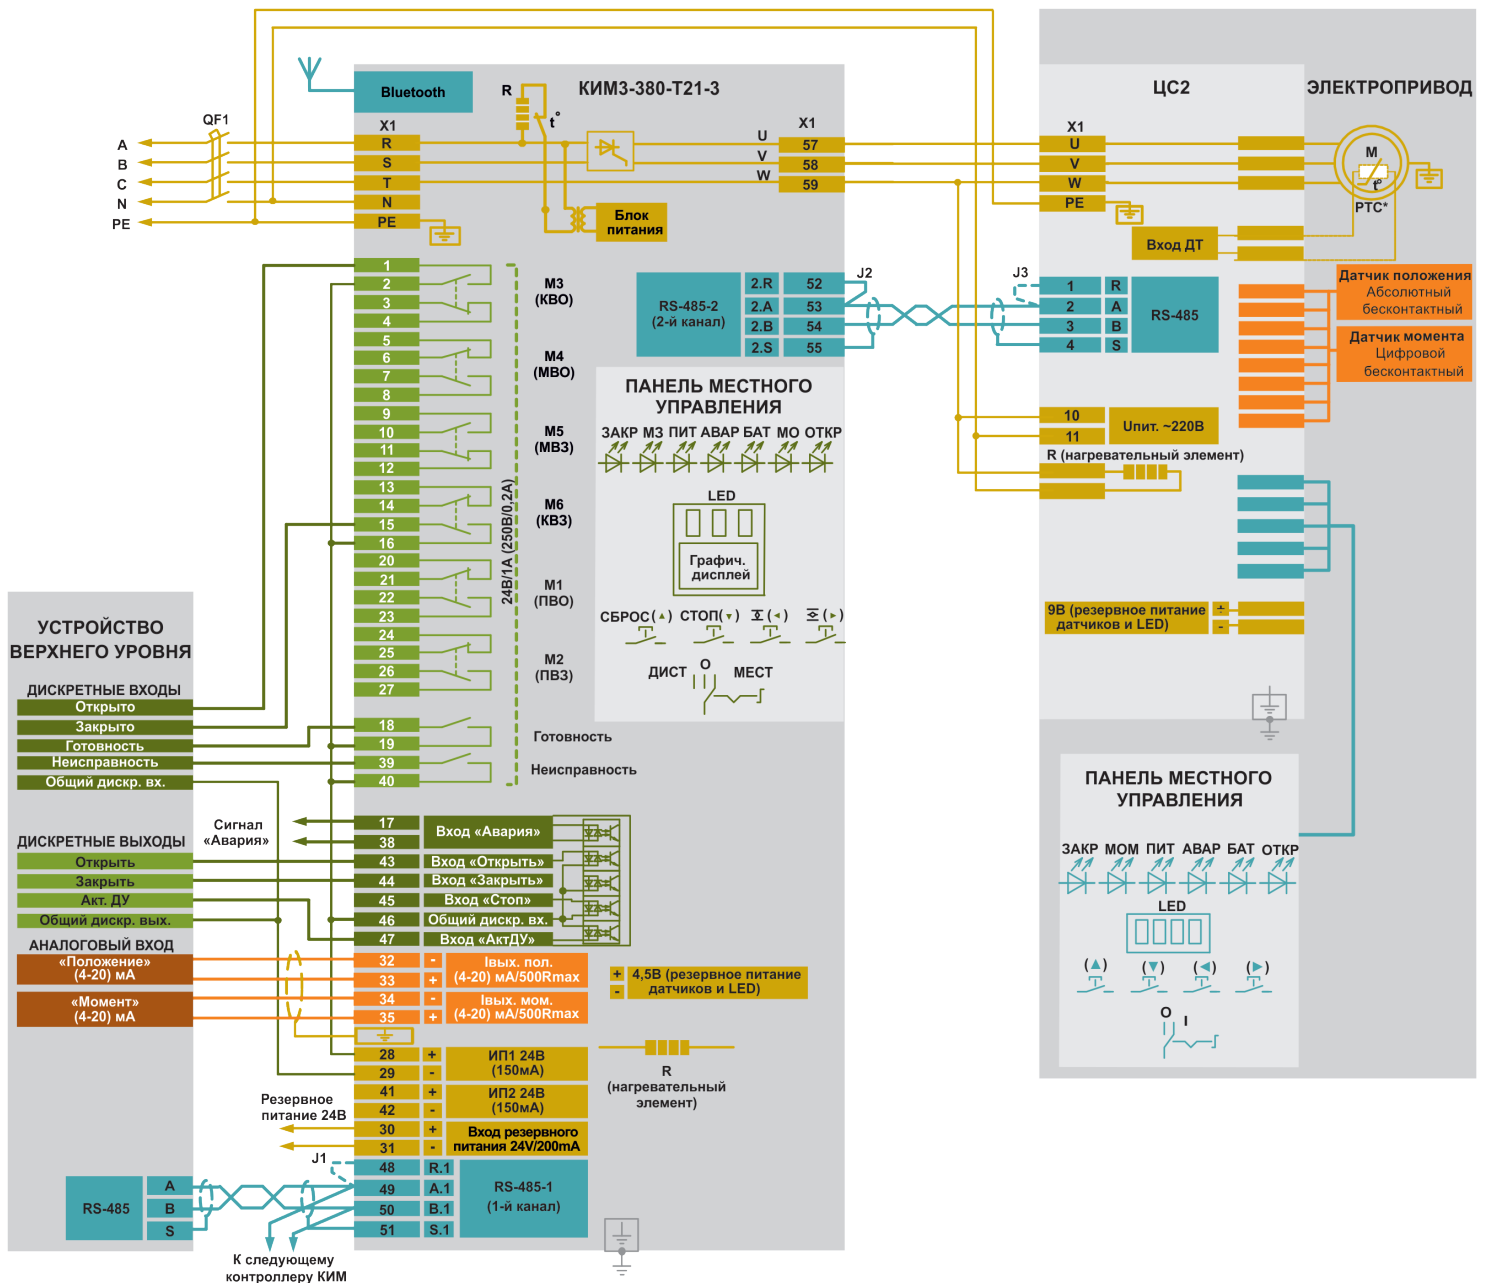 Bluetooth
КИМ3-380-Т21-3
ЦС2
ЭЛЕКТРОПРИВОД
QF1
A
B
C
N
PE
X1
R
S
T
N
PE
R
t°
Блок
питания
U
V
W
X1
57
58
59
X1
U
V
W
PE
M
t°
PTC*
Вход ДТ
1
2
3
4
5
6
7
8
9
10
11
12
13
14
15
16
20
21
22
23
24
25
26
27
18
19
39
40
М3
(КВО)
М4
(МВО)
М5
(МВЗ)
М6
(КВЗ)
М1
(ПВО)
М2
(ПВЗ)
24В/1А (250В/0,2А)
Готовность
Неисправность
RS-485-2
(2-й канал)
2.R
2.A
2.B
2.S
52
53
54
55
J2
J3
1
2
3
4
R
A
B
S
RS-485
Датчик положения
Абсолютный
бесконтактный
Датчик момента
Цифровой
бесконтактный
ПАНЕЛЬ МЕСТНОГО
УПРАВЛЕНИЯ
ЗАКР МЗ ПИТ АВАР БАТ МО ОТКР
LED
Графич.
дисплей
СБРОС(▲) СТОП(▼) (◄) (►)
ДИСТ O МЕСТ
10
11
Uпит. ~220В
R (нагревательный элемент)
9В (резервное питание
датчиков и LED)
+
-
УСТРОЙСТВО
ВЕРХНЕГО УРОВНЯ
ДИСКРЕТНЫЕ ВХОДЫ
Открыто
Закрыто
Готовность
Неисправность
Общий дискр. вх.
ДИСКРЕТНЫЕ ВЫХОДЫ
Открыть
Закрыть
Акт. ДУ
Общий дискр. вых.
АНАЛОГОВЫЙ ВХОД
«Положение»
(4-20) мА
«Момент»
(4-20) мА
Сигнал
«Авария»
17
38
43
44
45
46
47
Вход «Авария»
Вход «Открыть»
Вход «Закрыть»
Вход «Стоп»
Общий дискр. вх.
Вход «АктДУ»
32 -
33 +
34 -
35 +
Iвых. пол.
(4-20) мА/500Rmax
Iвых. мом.
(4-20) мА/500Rmax
+
-
4,5В (резервное питание
датчиков и LED)
28 +
29 -
41 +
42 -
30 +
31 -
ИП1 24В
(150мА)
ИП2 24В
(150мА)
Вход резервного
питания 24V/200mA
Резервное
питание 24В
R
(нагревательный
элемент)
J1
48 R.1
49 A.1
50 B.1
51 S.1
RS-485-1
(1-й канал)
RS-485
A
B
S
К следующему
контроллеру КИМ
ПАНЕЛЬ МЕСТНОГО
УПРАВЛЕНИЯ
ЗАКР МОМ ПИТ АВАР БАТ ОТКР
LED
(▲) (▼) (◄) (►)
O
I